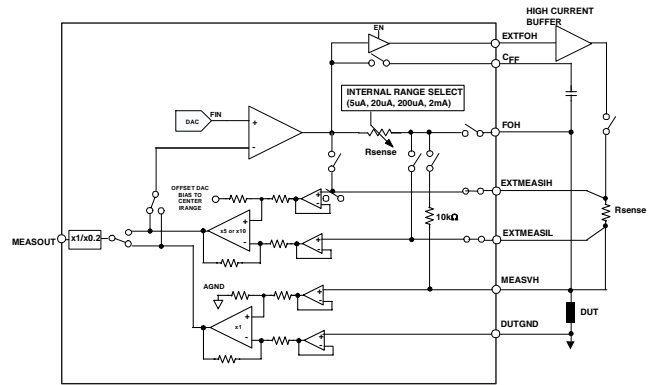 HIGH CURRENT
BUFFER
EN
EXTFOH
CFF
INTERNAL RANGE SELECT
(5uA, 20uA, 200uA, 2mA)
DAC
FIN
+
-
FOH
Rsense
OFFSET DAC
BIAS TO
CENTER
IRANGE
EXTMEASIH
+
-
x5 or x10
+
-
10kΩ
Rsense
MEASOUT
x1/x0.2
+
-
EXTMEASIL
MEASVH
AGND
+
-
x1
+
-
DUT
DUTGND
+
-